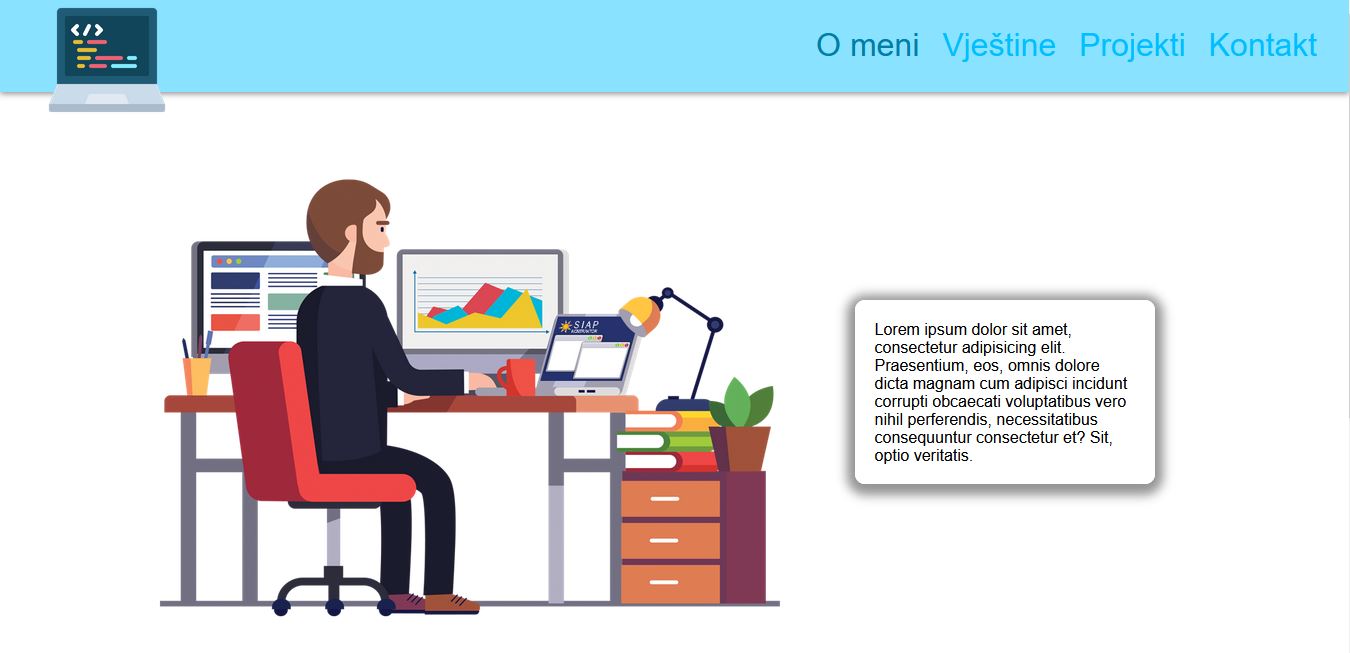 </>
O meni Vještine Projekti Kontakt
SIAP
Lorem ipsum dolor sit amet,
consectetur adipisicing elit.
Praesentium, eos, omnis dolore
dicta magnam cum adipisci incidunt
corrupti obcaecati voluptatibus vero
nihil perferendis, necessitatibus
consequuntur consectetur et? Sit,
optio veritatis.